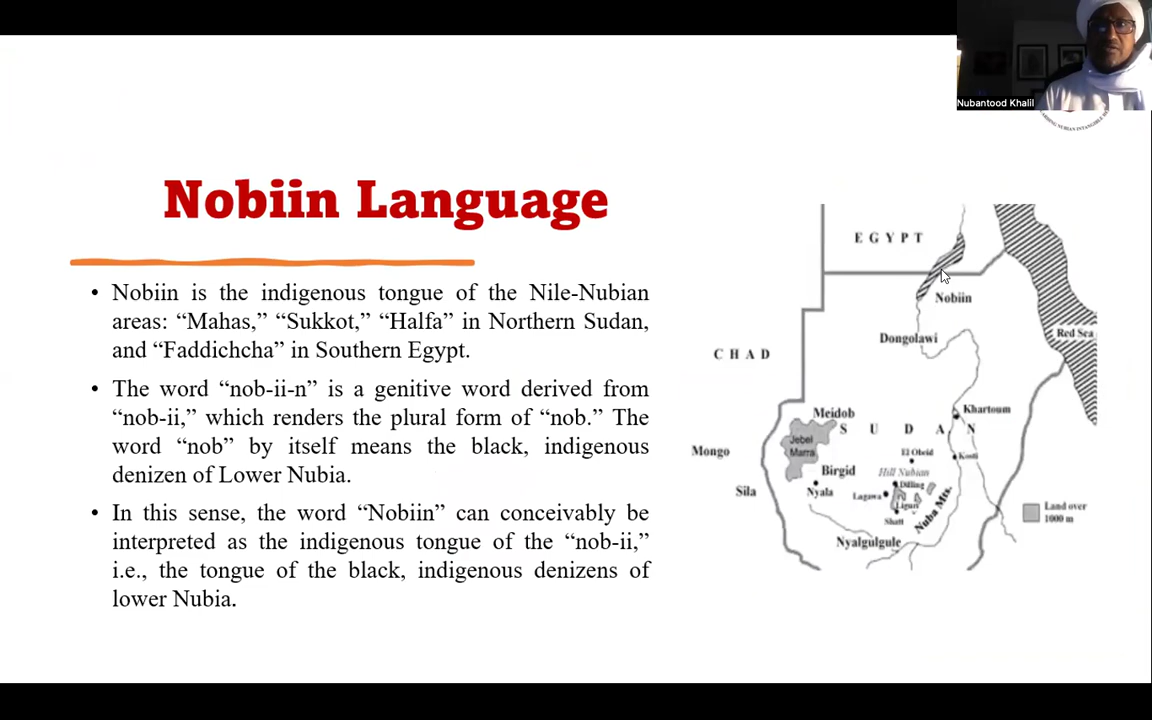 Nubantood Khalil
Nobiin Language
• Nobiin is the indigenous tongue of the Nile-Nubian
areas: “Mahas,” “Sukkot,” “Halfa” in Northern Sudan,
and “Faddichcha” in Southern Egypt.
• The word “nob-ii-n” is a genitive word derived from
“nob-ii,” which renders the plural form of “nob.” The
word “nob” by itself means the black, indigenous
denizen of Lower Nubia.
• In this sense, the word “Nobiin” can conceivably be
interpreted as the indigenous tongue of the “nob-ii,”
i.e., the tongue of the black, indigenous denizens of
lower Nubia.
EGYPT
Nobiin
Red Sea
Dongolawi
CHAD
Khartoum
Meidob
SUDAN
Jebel
Marra
Mongo
El Obeid
Kosti
Birgid
Hill Nubian
Sila
Nyala
Dilling
Lagawa
Shatt
Nuba Mts.
Land over
1000 m
Nyalgulgule